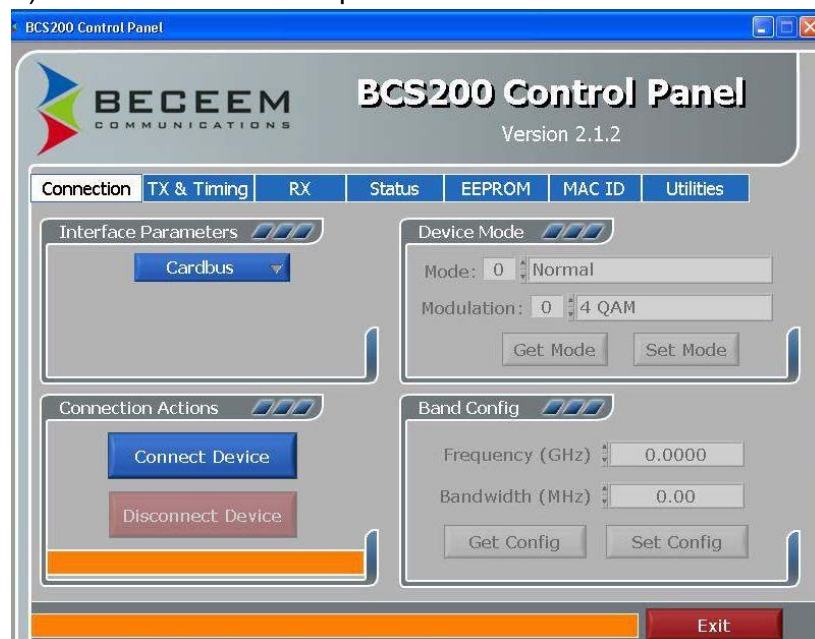 BCS200 Control Panel
BECEEM
COMMUNICATIONS
BCS200 Control Panel
Version 2.1.2
Connection TX & Timing RX Status EEPROM MAC ID Utilities
Interface Parameters
Cardbus
Device Mode
Mode: 0 Normal
Modulation: 0 4 QAM
Get Mode Set Mode
Connection Actions
Connect Device
Disconnect Device
Band Config
Frequency (GHz) 0.0000
Bandwidth (MHz) 0.00
Get Config Set Config
Exit